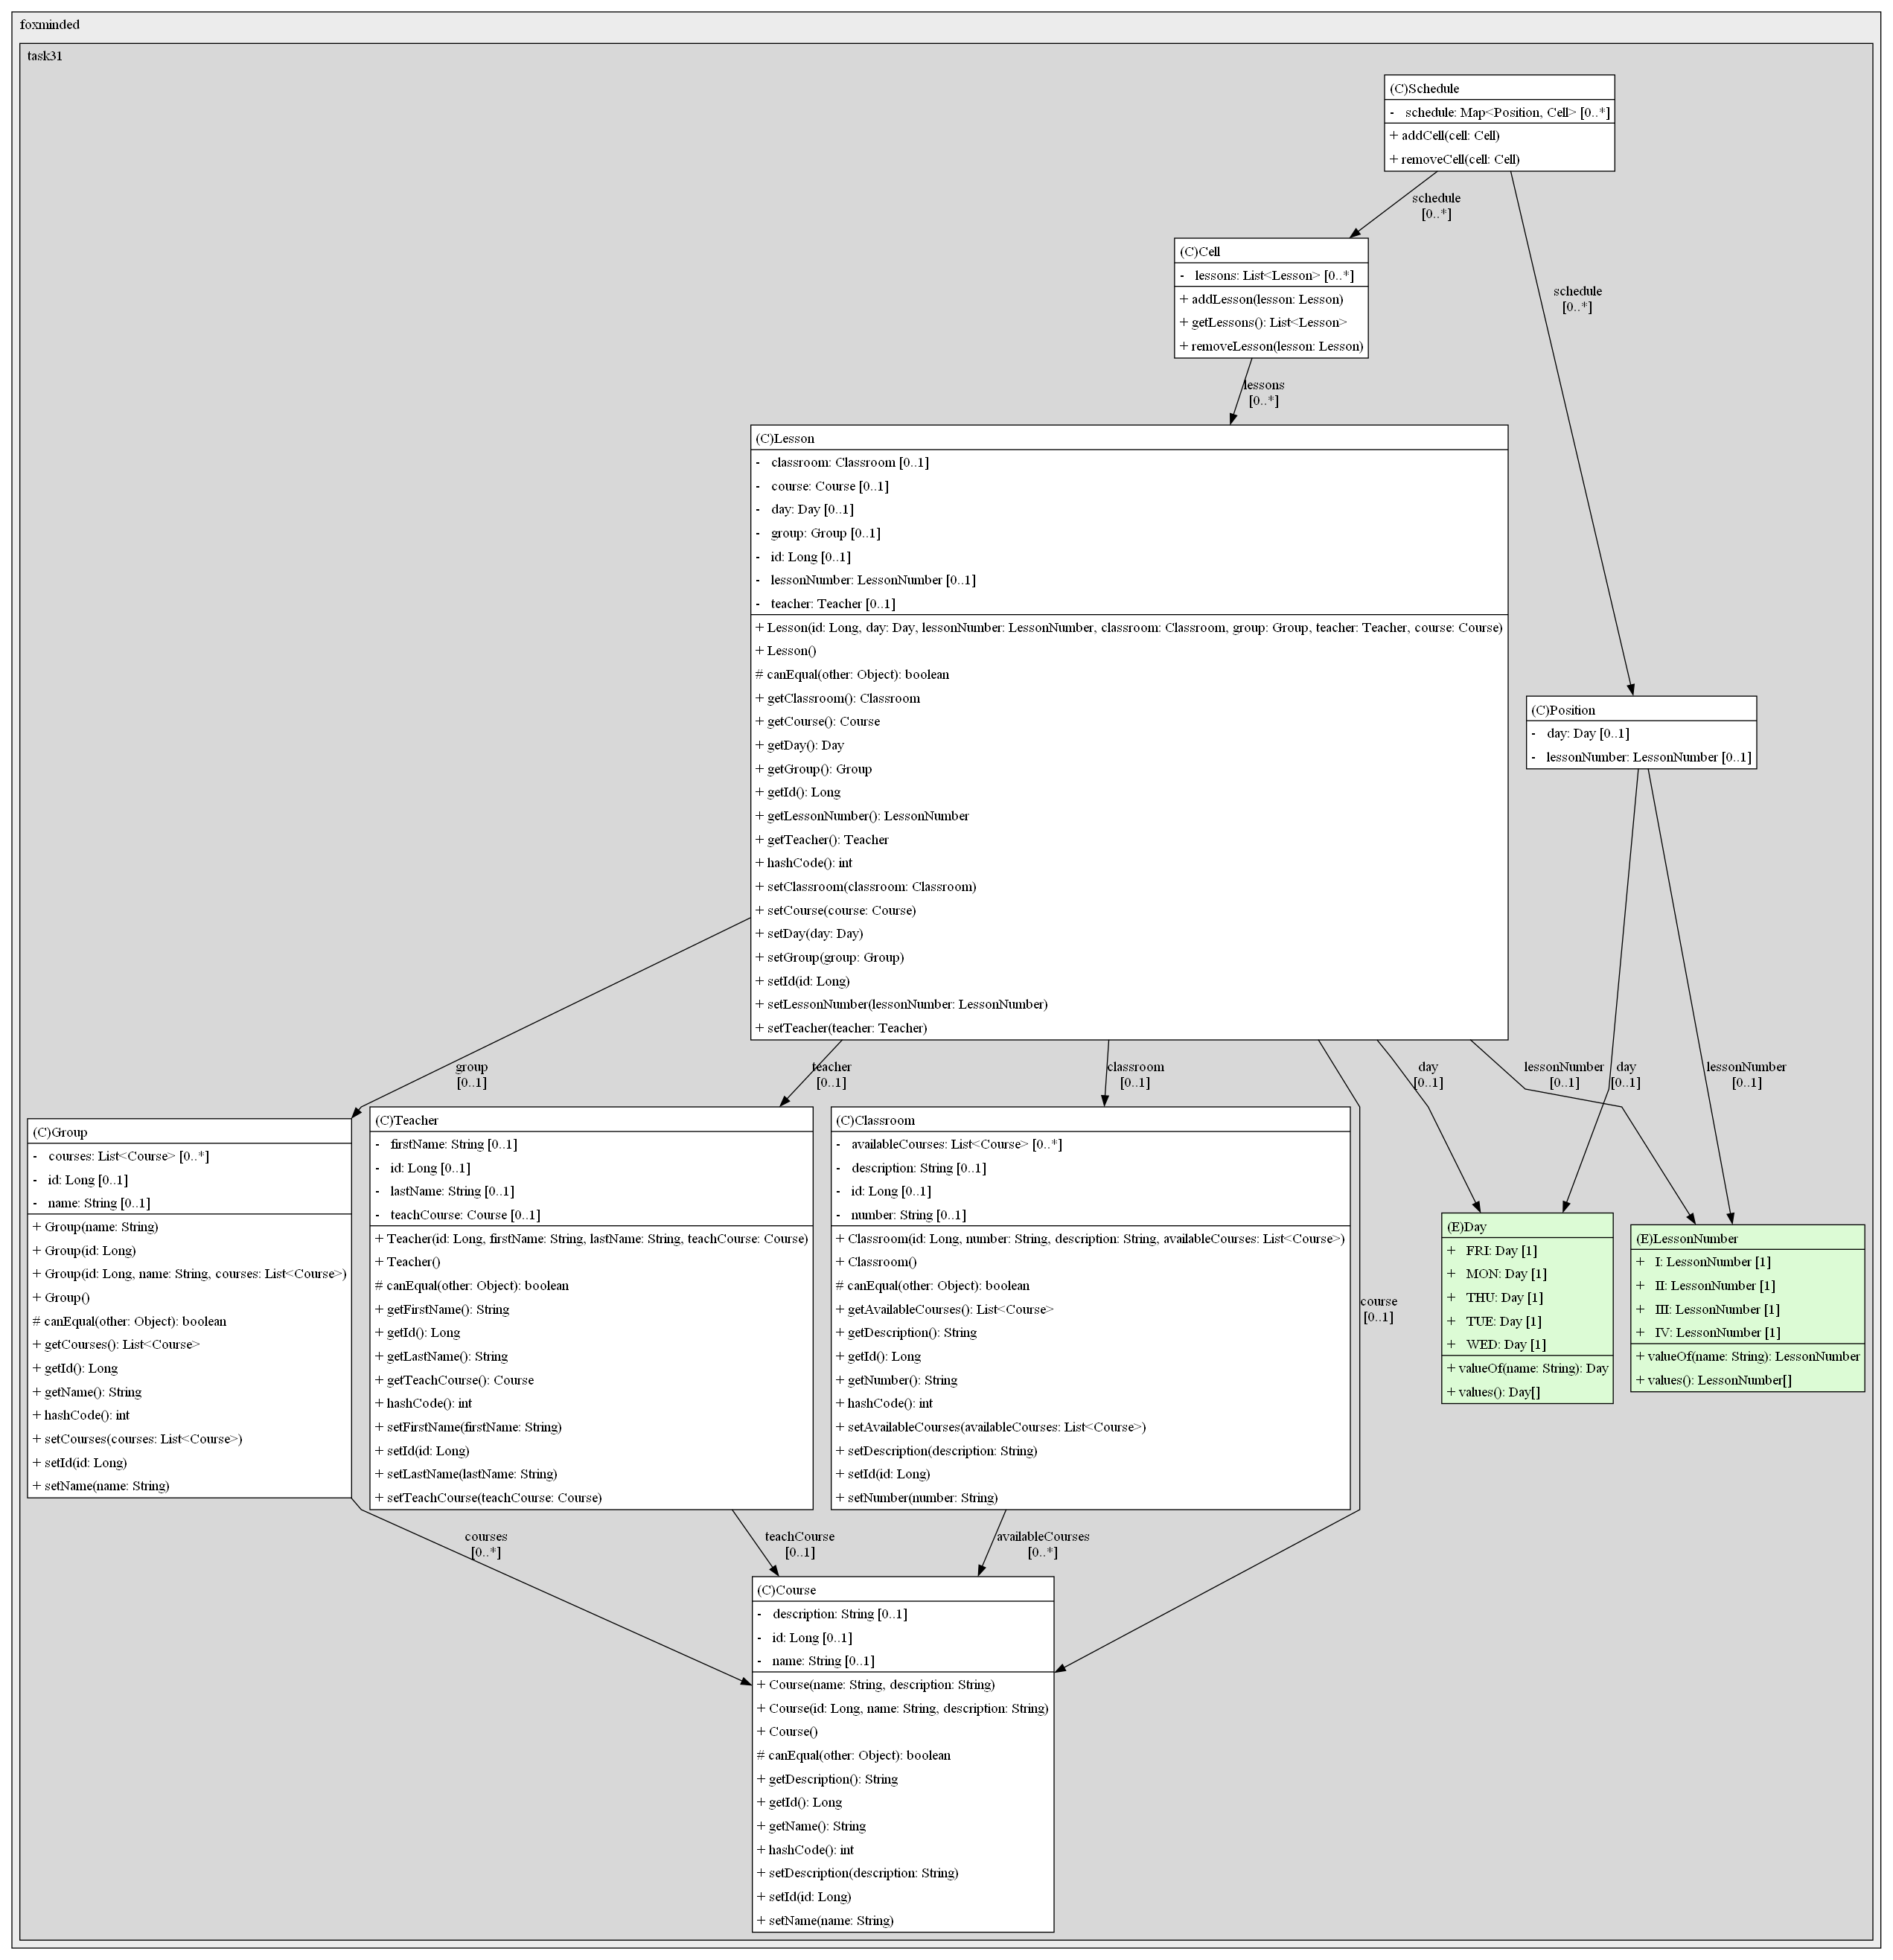 foxminded
task31
(C)Schedule
- schedule: Map<Position, Cell> [0..*]
+ addCell(cell: Cell)
+ removeCell(cell: Cell)
schedule
[0..*]
(C)Cell
- lessons: List<Lesson> [0..*]
+ addLesson(lesson: Lesson)
+ getLessons(): List<Lesson>
+ removeLesson(lesson: Lesson)
schedule
[0..*]
lessons
[0..*]
(C)Lesson
- classroom: Classroom [0..1]
- course: Course [0..1]
- day: Day [0..1]
- group: Group [0..1]
- id: Long [0..1]
- lessonNumber: LessonNumber [0..1]
- teacher: Teacher [0..1]
+ Lesson(id: Long, day: Day, lessonNumber: LessonNumber, classroom: Classroom, group: Group, teacher: Teacher, course: Course)
+ Lesson()
# canEqual(other: Object): boolean
+ getClassroom(): Classroom
+ getCourse(): Course
+ getDay(): Day
+ getGroup(): Group
+ getId(): Long
+ getLessonNumber(): LessonNumber
+ getTeacher(): Teacher
+ hashCode(): int
+ setClassroom(classroom: Classroom)
+ setCourse(course: Course)
+ setDay(day: Day)
+ setGroup(group: Group)
+ setId(id: Long)
+ setLessonNumber(lessonNumber: LessonNumber)
+ setTeacher(teacher: Teacher)
(C)Position
- day: Day [0..1]
- lessonNumber: LessonNumber [0..1]
group
[0..1]
teacher
[0..1]
classroom
[0..1]
day
[0..1]
lessonNumber
[0..1]
day
[0..1]
lessonNumber
[0..1]
(C)Group
- courses: List<Course> [0..*]
- id: Long [0..1]
- name: String [0..1]
+ Group(name: String)
+ Group(id: Long)
+ Group(id: Long, name: String, courses: List<Course>)
+ Group()
# canEqual(other: Object): boolean
+ getCourses(): List<Course>
+ getId(): Long
+ getName(): String
+ hashCode(): int
+ setCourses(courses: List<Course>)
+ setId(id: Long)
+ setName(name: String)
(C)Teacher
- firstName: String [0..1]
- id: Long [0..1]
- lastName: String [0..1]
- teachCourse: Course [0..1]
+ Teacher(id: Long, firstName: String, lastName: String, teachCourse: Course)
+ Teacher()
# canEqual(other: Object): boolean
+ getFirstName(): String
+ getId(): Long
+ getLastName(): String
+ getTeachCourse(): Course
+ hashCode(): int
+ setFirstName(firstName: String)
+ setId(id: Long)
+ setLastName(lastName: String)
+ setTeachCourse(teachCourse: Course)
(C)Classroom
- availableCourses: List<Course> [0..*]
- description: String [0..1]
- id: Long [0..1]
- number: String [0..1]
+ Classroom(id: Long, number: String, description: String, availableCourses: List<Course>)
+ Classroom()
# canEqual(other: Object): boolean
+ getAvailableCourses(): List<Course>
+ getDescription(): String
+ getId(): Long
+ getNumber(): String
+ hashCode(): int
+ setAvailableCourses(availableCourses: List<Course>)
+ setDescription(description: String)
+ setId(id: Long)
+ setNumber(number: String)
course
[0..1]
(E)Day
+ FRI: Day [1]
+ MON: Day [1]
+ THU: Day [1]
+ TUE: Day [1]
+ WED: Day [1]
+ valueOf(name: String): Day
+ values(): Day[]
(E)LessonNumber
+ I: LessonNumber [1]
+ II: LessonNumber [1]
+ III: LessonNumber [1]
+ IV: LessonNumber [1]
+ valueOf(name: String): LessonNumber
+ values(): LessonNumber[]
courses
[0..*]
teachCourse
[0..1]
availableCourses
[0..*]
(C)Course
- description: String [0..1]
- id: Long [0..1]
- name: String [0..1]
+ Course(name: String, description: String)
+ Course(id: Long, name: String, description: String)
+ Course()
# canEqual(other: Object): boolean
+ getDescription(): String
+ getId(): Long
+ getName(): String
+ hashCode(): int
+ setDescription(description: String)
+ setId(id: Long)
+ setName(name: String)